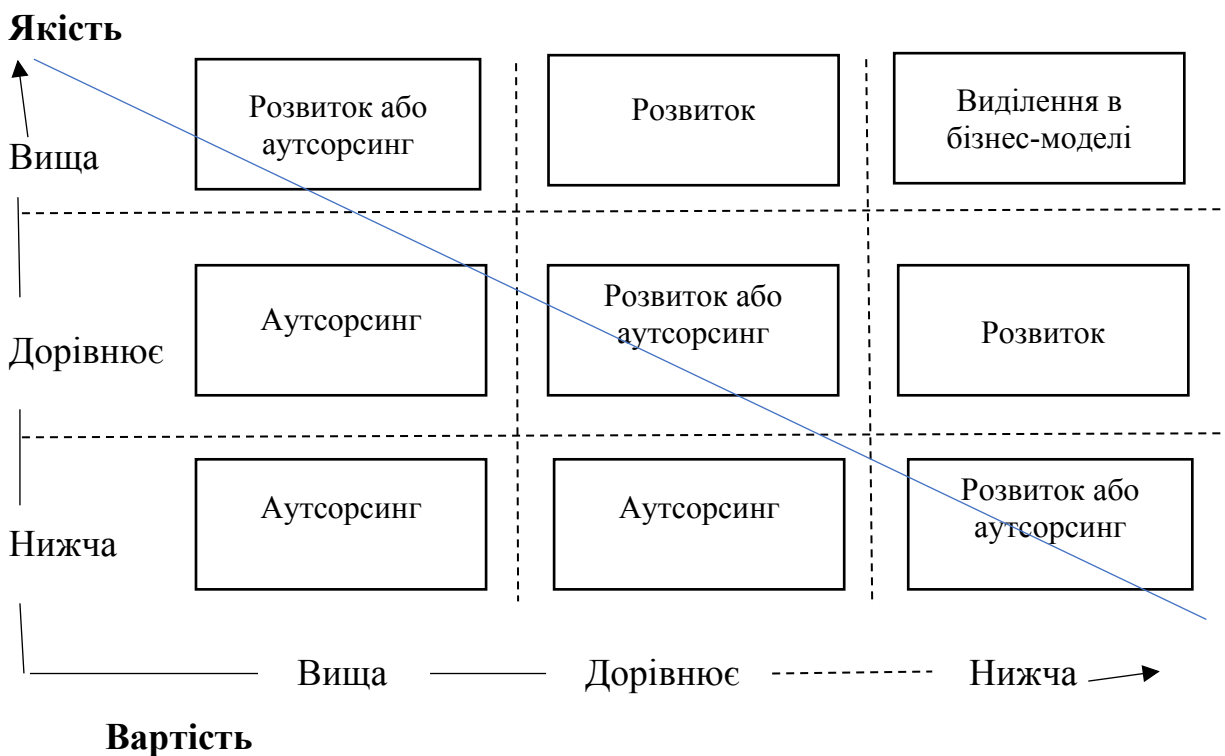 Якість
Розвиток або
аутсорсинг
Розвиток
Виділення в
бізнес-моделі
Вища
Аутсорсинг
Розвиток або
аутсорсинг
Розвиток
Дорівнює
Аутсорсинг
Аутсорсинг
Розвиток або
аутсорсинг
Нижча
Вища
Дорівнює
Нижча
Вартість